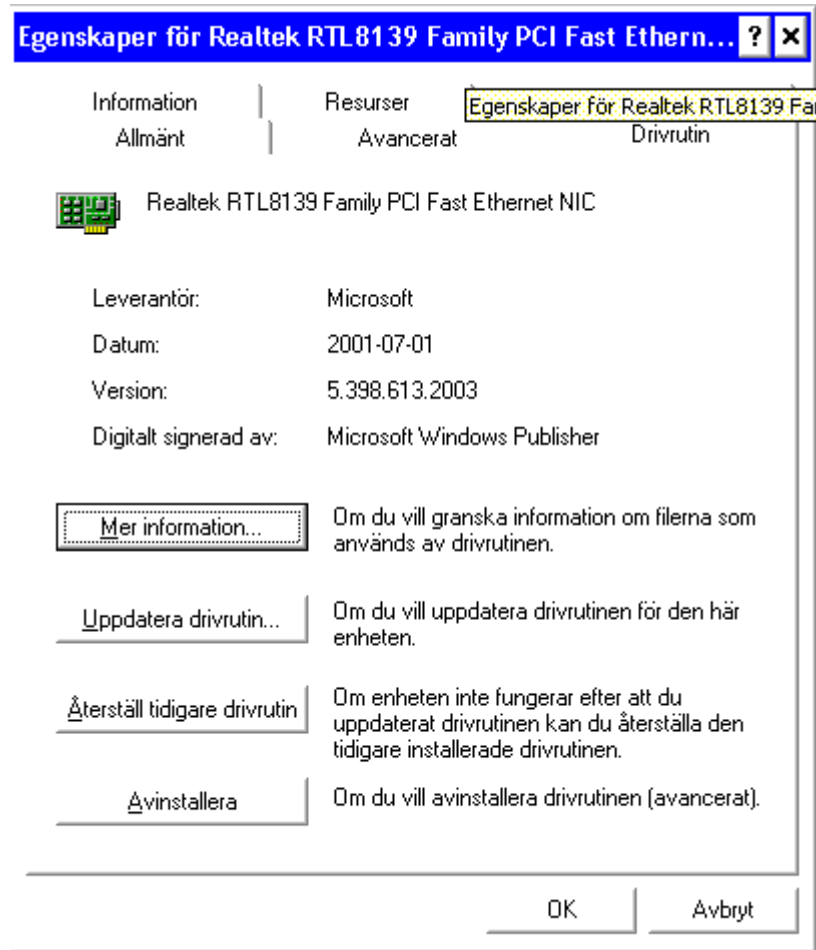 Egenskaper för Realtek RTL8139 Family PCI Fast Ethern... ? ×
Information Resurser
Egenskaper för Realtek RTL8139 Fa
Allmänt Avancerat Drivrutin
Realtek RTL8139 Family PCI Fast Ethernet NIC
Leverantör: Microsoft
Datum: 2001-07-01
Version: 5.398.613.2003
Digitalt signerad av: Microsoft Windows Publisher
Mer information...
Om du vill granska information om filerna som
används av drivrutinen.
Uppdatera drivrutin...
Om du vill uppdatera drivrutinen för den här
enheten.
Återställ tidigare drivrutin
Om enheten inte fungerar efter att du
uppdaterat drivrutinen kan du återställa den
tidigare installerade drivrutinen.
Avinstallera
Om du vill avinstallera drivrutinen (avancerat).
OK Avbryt